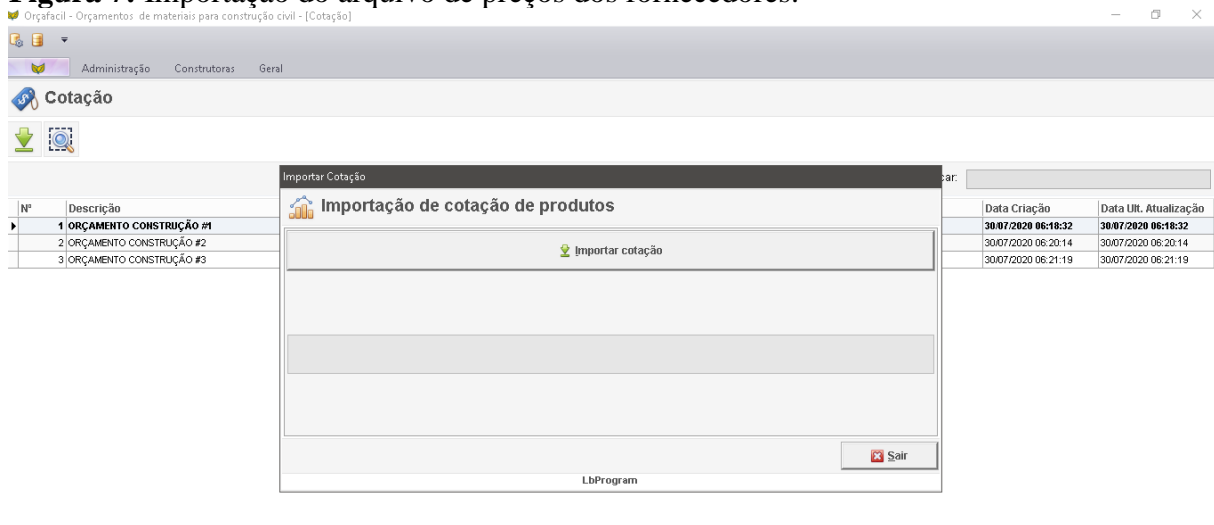 Figura 7. Importação do arquivo de preços dos fornecedores.
Orçafacil - Orçamentos de materiais para construção civil - [Cotação]
Administração Construtoras Geral
Cotação
Importar Cotação
car:
Importação de cotação de produtos
Nº Descrição Data Criação Data Ult. Atualização
1 ORÇAMENTO CONSTRUÇÃO #1 30/07/2020 06:18:32 30/07/2020 06:18:32
Importar cotação
2 ORÇAMENTO CONSTRUÇÃO #2 30/07/2020 06:20:14 30/07/2020 06:20:14
3 ORÇAMENTO CONSTRUÇÃO #3 30/07/2020 06:21:19 30/07/2020 06:21:19
Sair
LbProgram